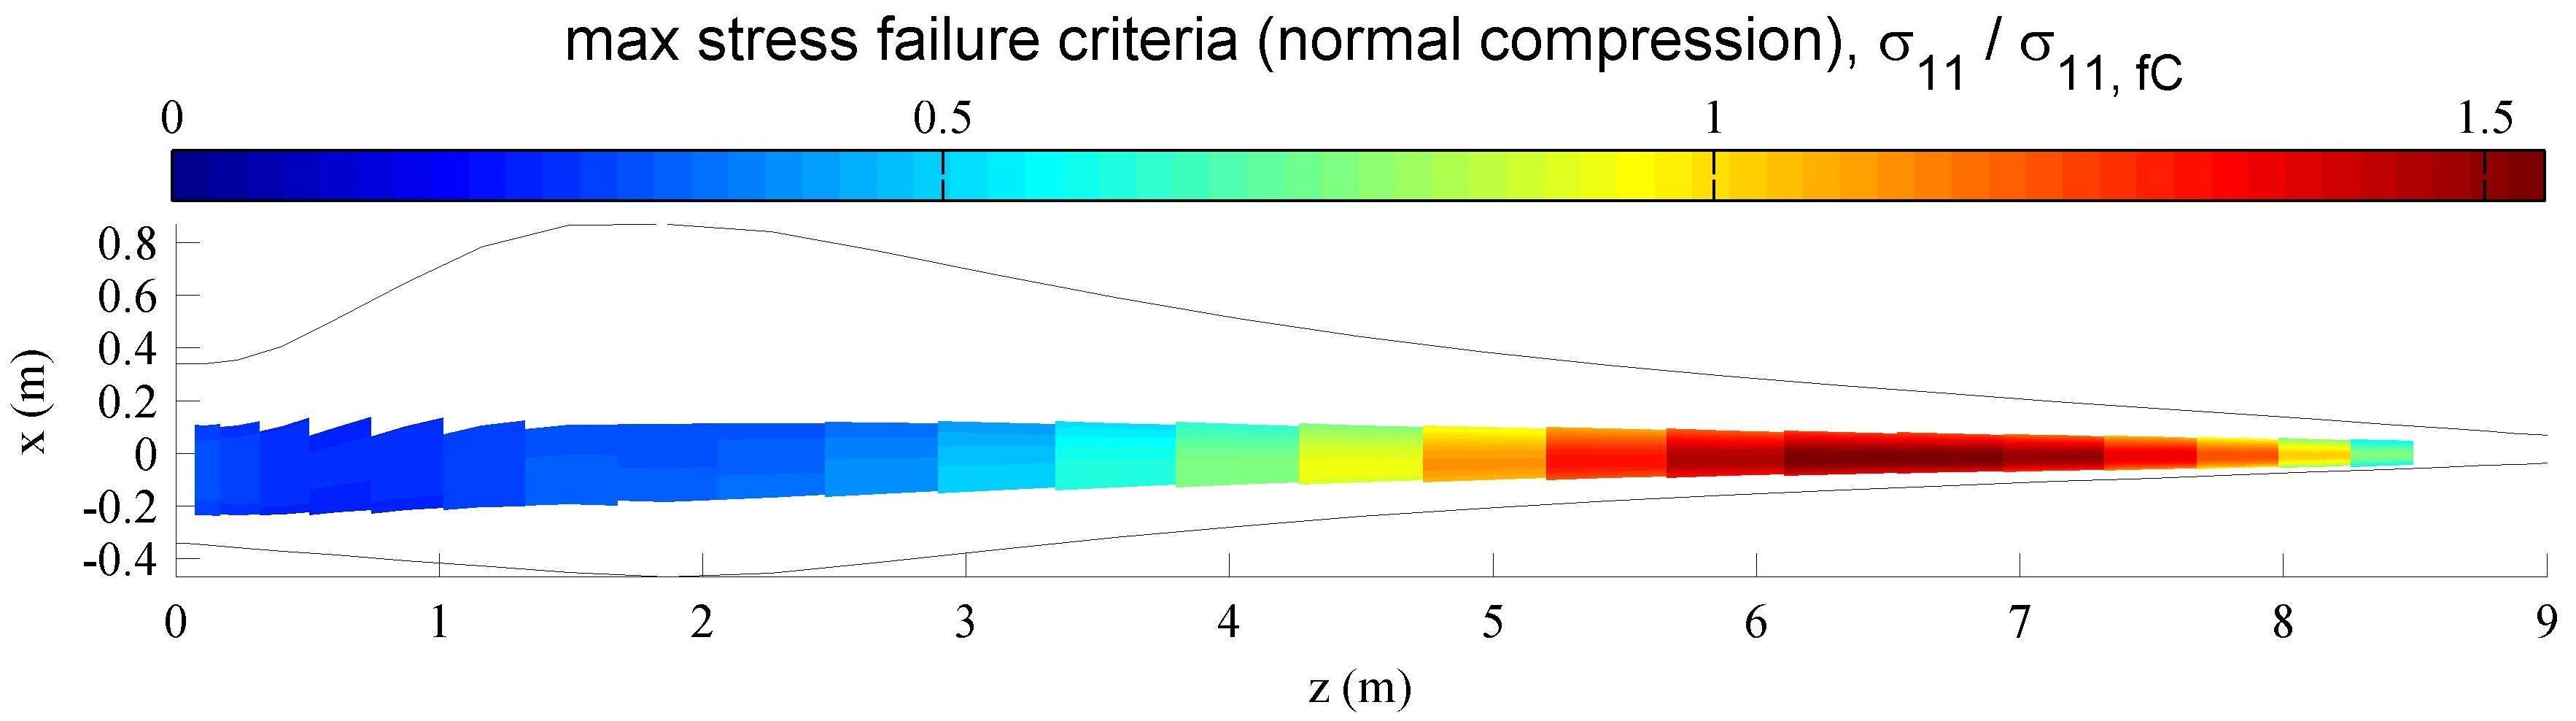 max stress failure criteria (normal compression), σ11 / σ11, fC
0 0.5 1 1.5
0.8
0.6
0.4
0.2
0
-0.2
-0.4
x (m)
0 1 2 3 4 5 6 7 8 9
z (m)